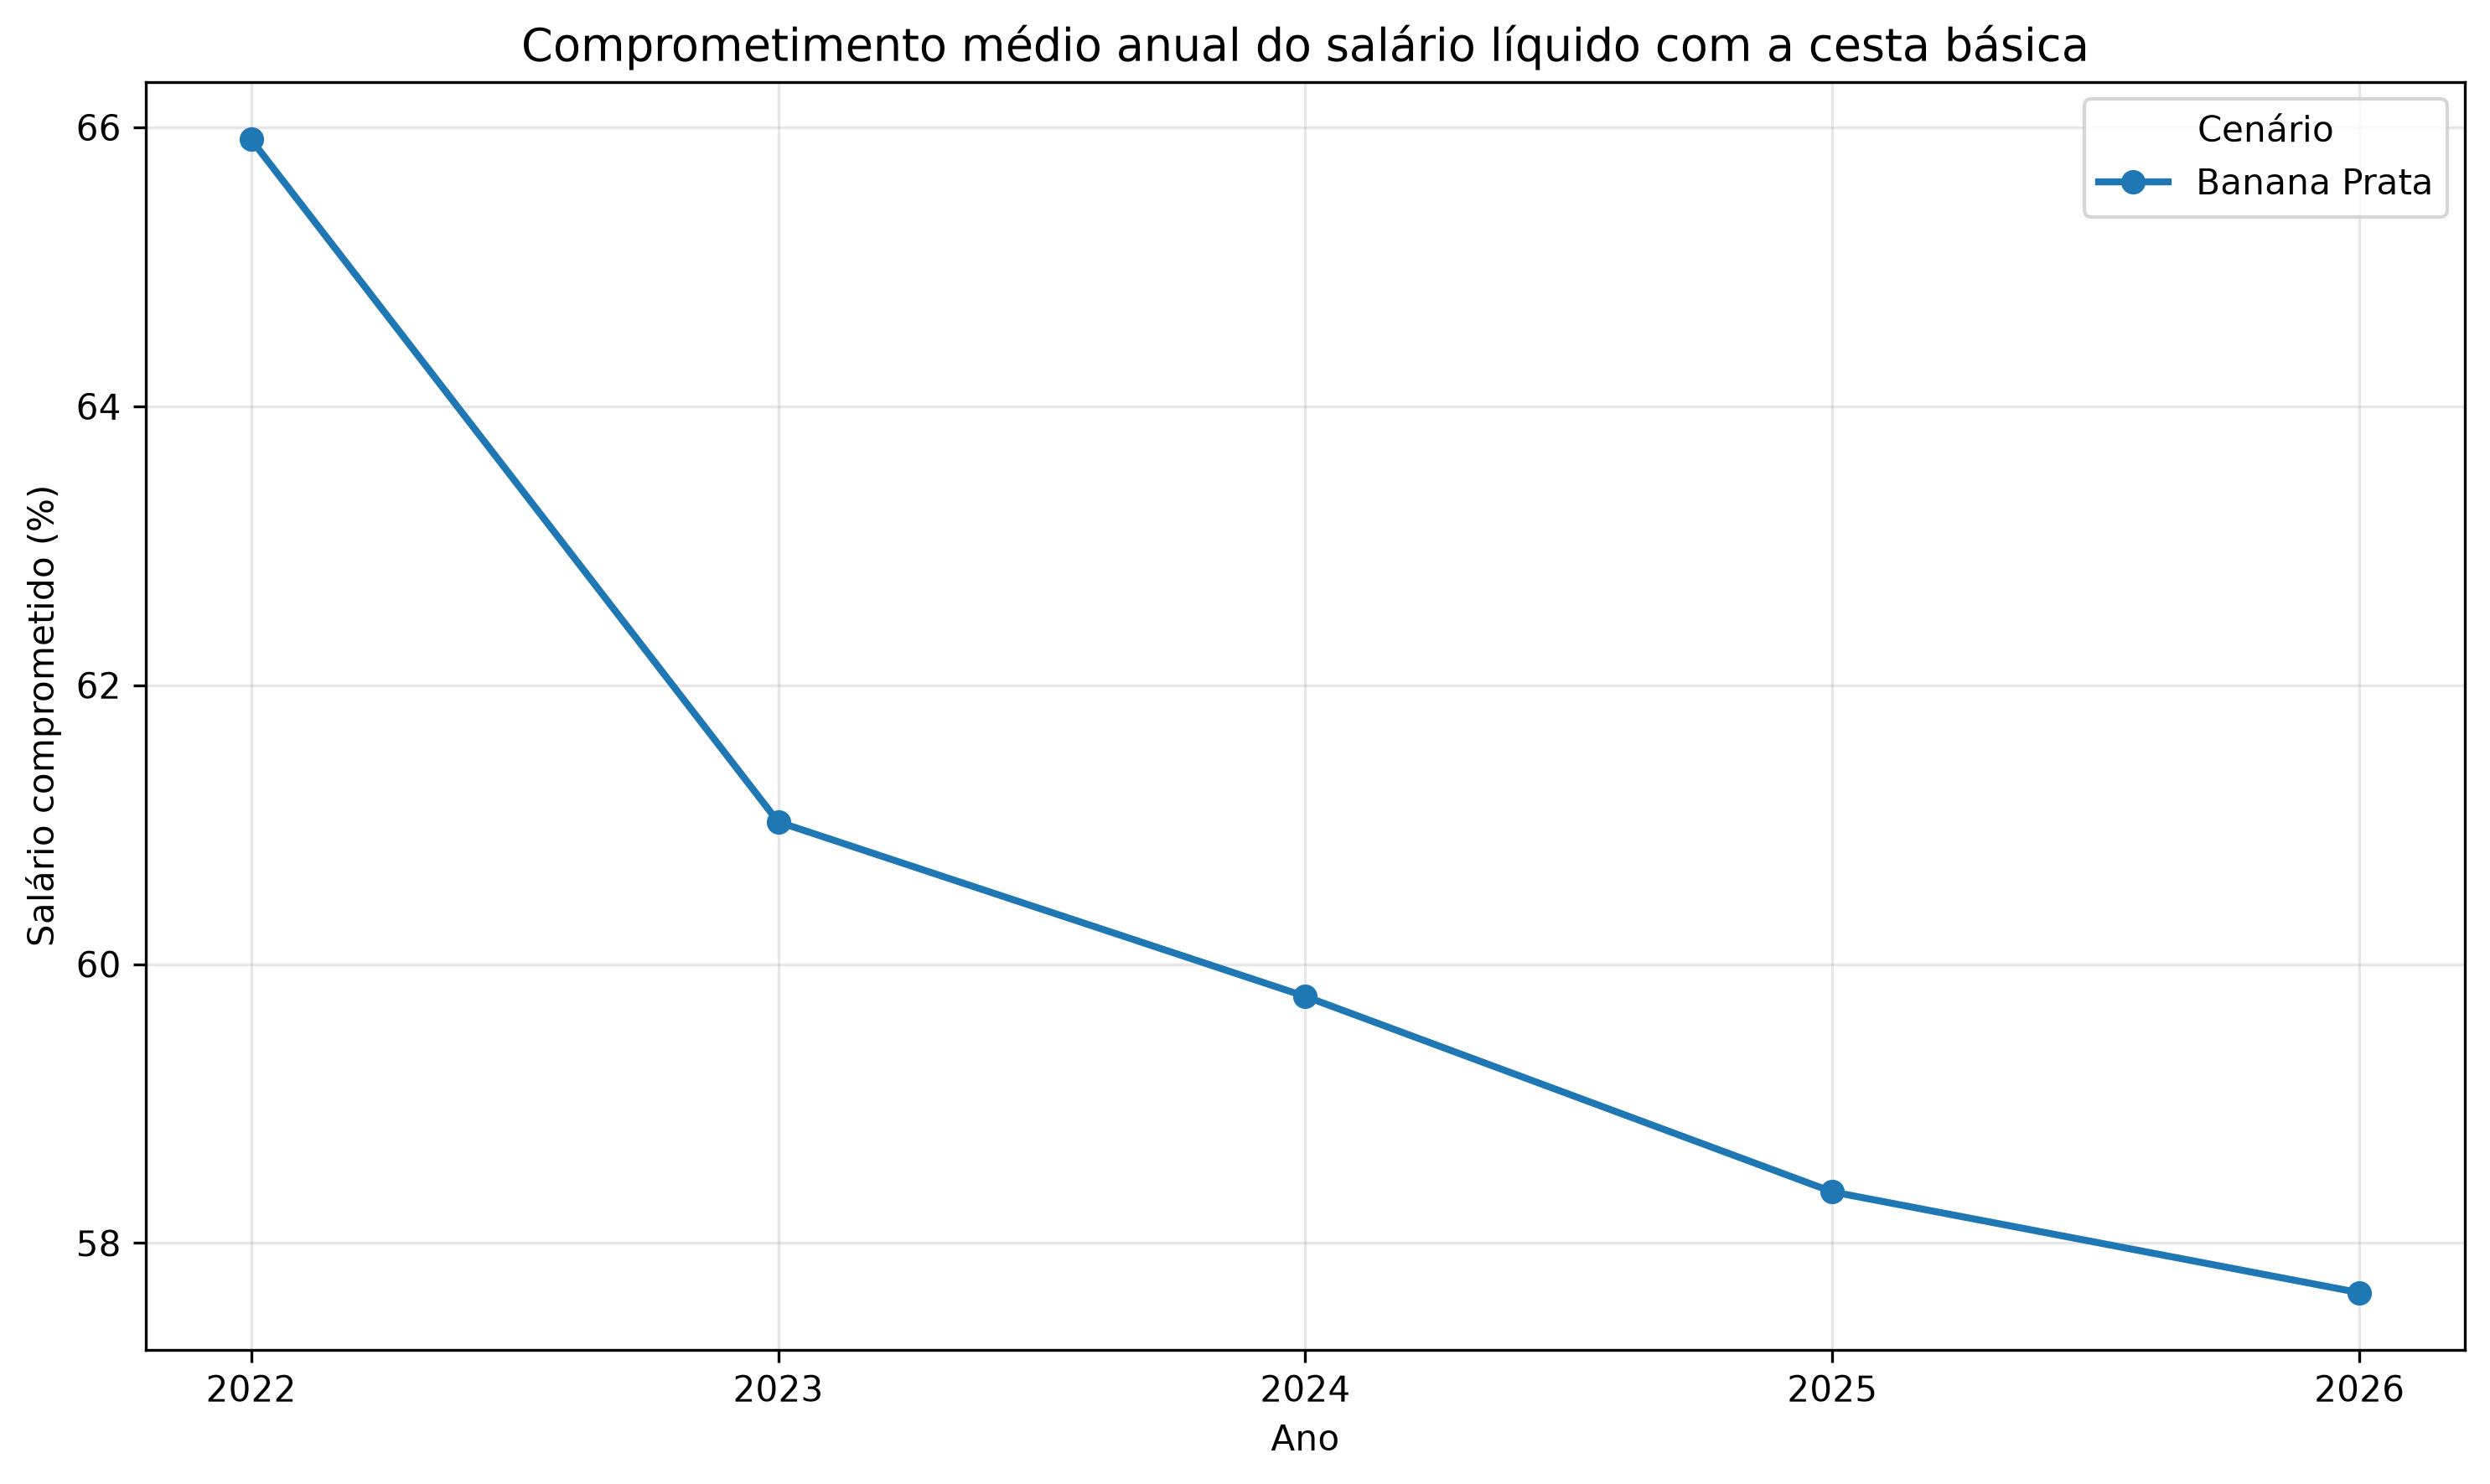 Comprometimento médio anual do salário líquido com a cesta básica
Cenário
Banana Prata
Salário comprometido (%)
66
64
62
60
58
2022 2023 2024 2025 2026
Ano